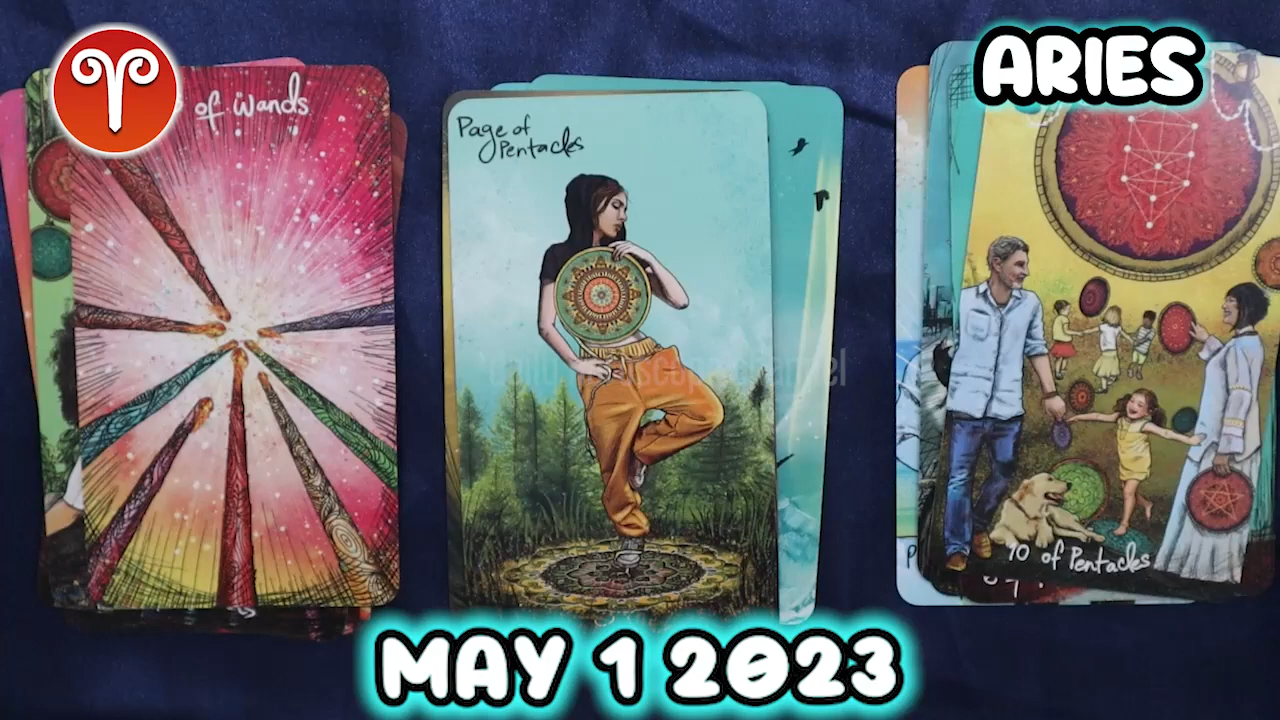 ARIES
of wands
Page of
Pentacles
10 of Pentacles
MAY 1 2023